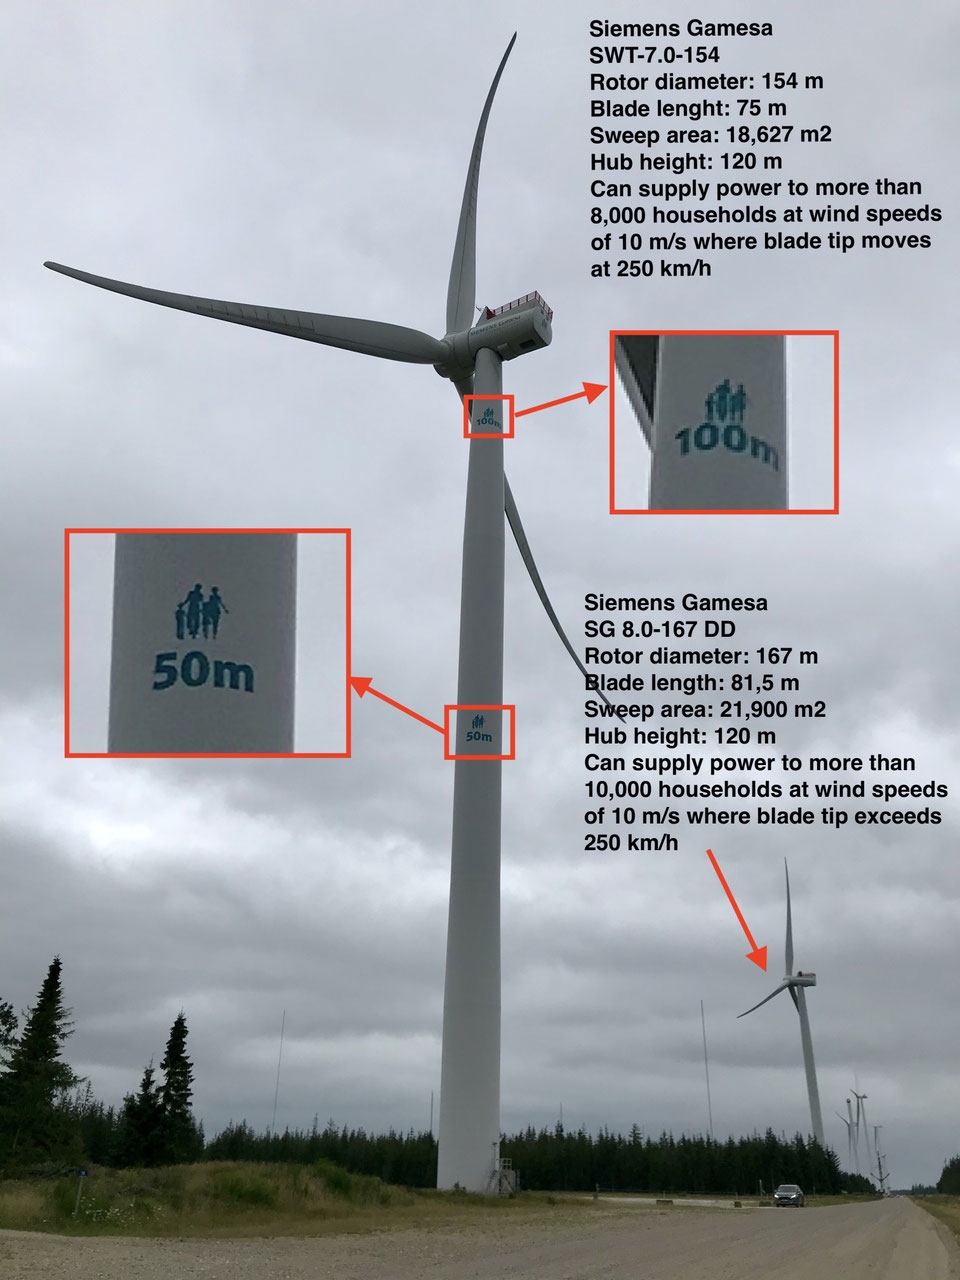 Siemens Gamesa
SWT-7.0-154
Rotor diameter: 154 m
Blade lenght: 75 m
Sweep area: 18,627 m2
Hub height: 120 m
Can supply power to more than
8,000 households at wind speeds
of 10 m/s where blade tip moves
at 250 km/h
SIEMENS Gamesa
100m
100m
50m
50m
Siemens Gamesa
SG 8.0-167 DD
Rotor diameter: 167 m
Blade length: 81,5 m
Sweep area: 21,900 m2
Hub height: 120 m
Can supply power to more than
10,000 households at wind speeds
of 10 m/s where blade tip exceeds
250 km/h